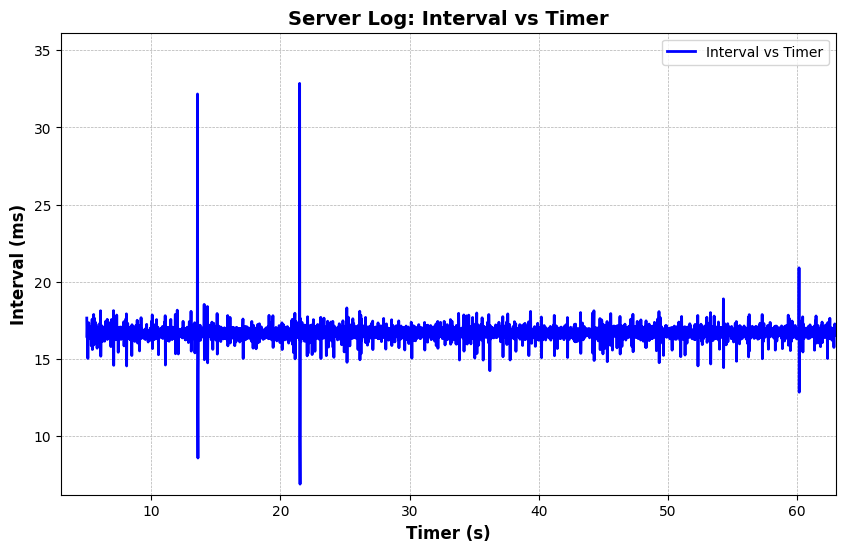 Server Log: Interval vs Timer
Interval vs Timer
35
30
25
20
15
10
Interval (ms)
10 20 30 40 50 60
Timer (s)